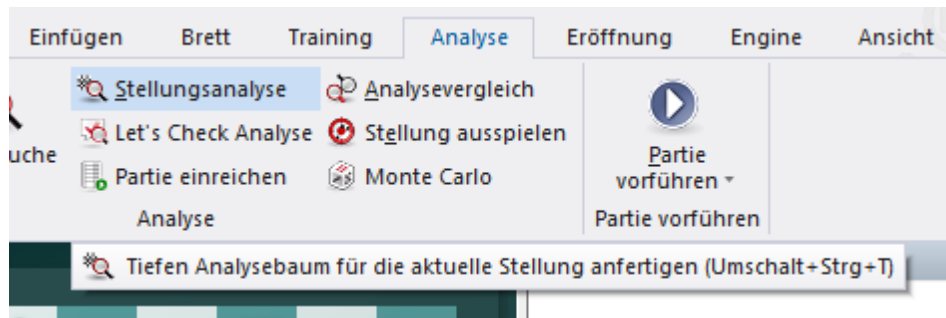 Einfügen Brett Training Analyse Eröffnung Engine Ansicht
Stellungsanalyse Analysevergleich
Let's Check Analyse Stellung ausspielen
uche
Partie einreichen Monte Carlo
Partie
vorführen
Analyse Partie vorführen
Tiefen Analysebaum für die aktuelle Stellung anfertigen (Umschalt+Strg+T)